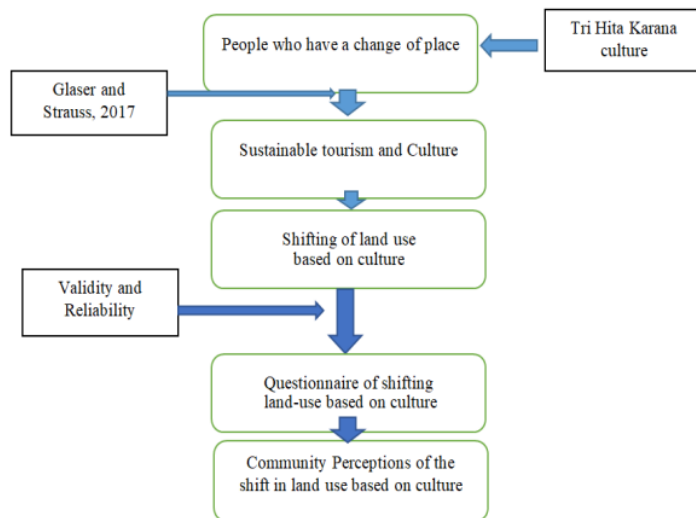 People who have a change of place
Tri Hita Karana
culture
Glaser and
Strauss, 2017
Sustainable tourism and Culture
Shifting of land use
based on culture
Validity and
Reliability
Questionnaire of shifting
land-use based on culture
Community Perceptions of the
shift in land use based on culture